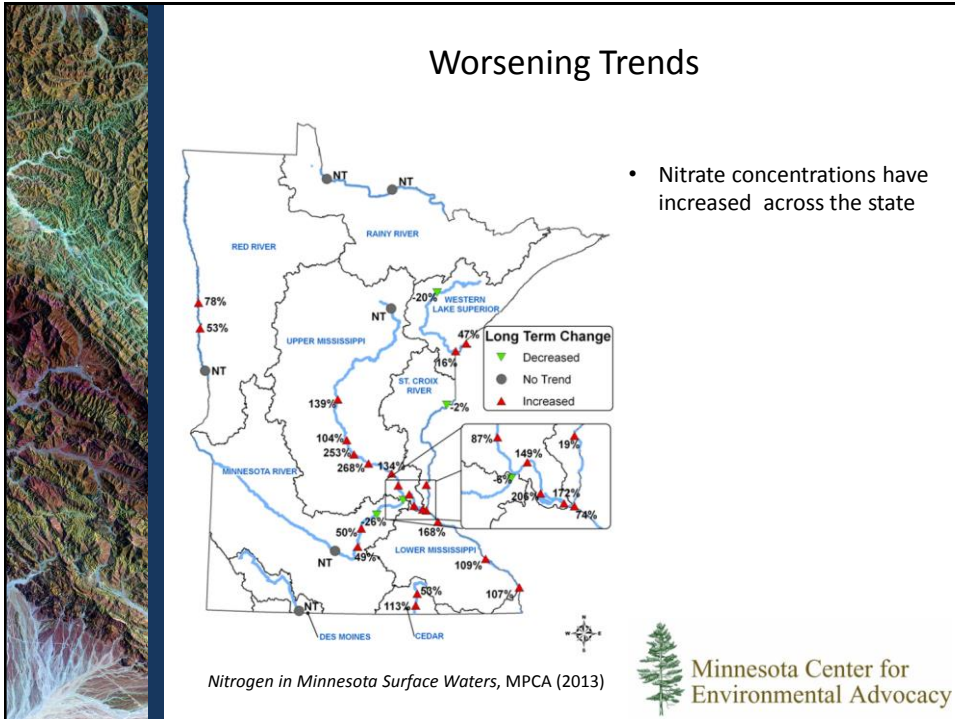 Worsening Trends
• Nitrate concentrations have
increased across the state
NT
NT
RAINY RIVER
RED RIVER
-20%
WESTERN
LAKE SUPERIOR
78%
NT
53%
UPPER MISSISSIPPI
47%
16%
Long Term Change
Decreased
No Trend
Increased
NT
ST. CROIX
RIVER
139%
-2%
104%
253%
268%
134%
MINNESOTA RIVER
87%
149%
19%
-6%
206%
172%
74%
-26%
50%
168%
NT
49%
LOWER MISSISSIPPI
109%
53%
107%
NT
113%
DES MOINES
CEDAR
N
W E
S
Nitrogen in Minnesota Surface Waters, MPCA (2013)
Minnesota Center for
Environmental Advocacy